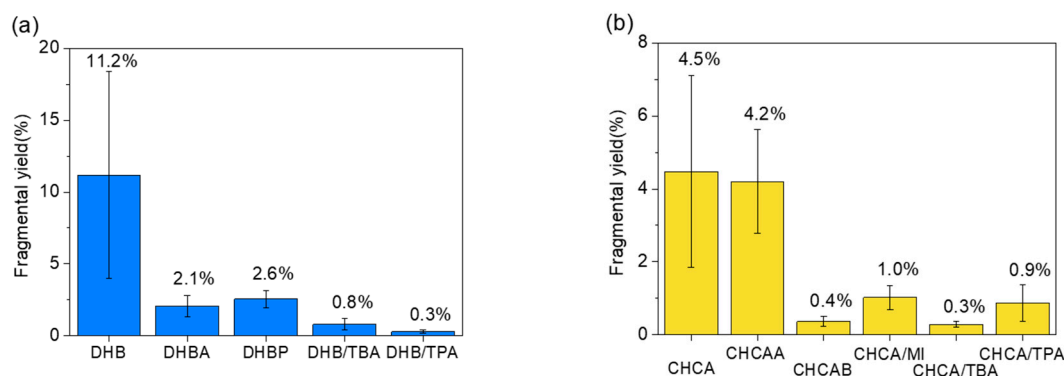 (a)
Fragmental yield(%)
20
15
10
5
0
11.2%
2.1%
2.6%
0.8%
0.3%
DHB
DHBA
DHBP
DHB/TBA
DHB/TPA
(b)
Fragmental yield(%)
8
6
4
2
0
4.5%
4.2%
0.4%
1.0%
0.3%
0.9%
CHCA
CHCAA
CHCAB
CHCA/MI
CHCA/TBA
CHCA/TPA